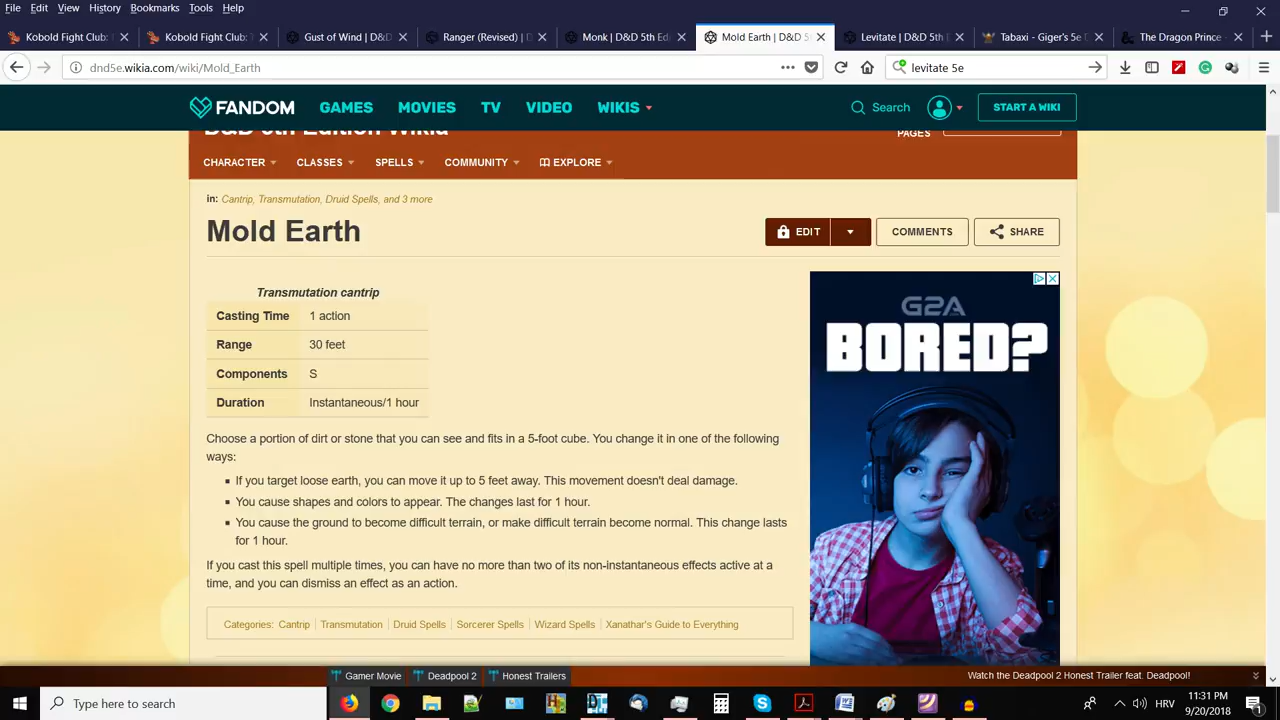 File Edit View History Bookmarks Tools Help
Kobold Fight Club:
Kobold Fight Club:
Gust of Wind | D&D
Ranger (Revised) |
Monk | D&D 5th Edi
Mold Earth | D&D 5
Levitate | D&D 5th
Tabaxi - Giger's 5e D
The Dragon Prince -
dnd5e.wikia.com/wiki/Mold_Earth
levitate 5e
FANDOM
GAMES
MOVIES
TV
VIDEO
WIKIS
Search
START A WIKI
D&D 5th Edition Wikia
PAGES
CHARACTER
CLASSES
SPELLS
COMMUNITY
EXPLORE
in: Cantrip, Transmutation, Druid Spells, and 3 more
Mold Earth
EDIT
COMMENTS
SHARE
Transmutation cantrip
Casting Time 1 action
Range 30 feet
Components S
Duration Instantaneous/1 hour
Choose a portion of dirt or stone that you can see and fits in a 5-foot cube. You change it in one of the following
ways:
If you target loose earth, you can move it up to 5 feet away. This movement doesn't deal damage.
You cause shapes and colors to appear. The changes last for 1 hour.
You cause the ground to become difficult terrain, or make difficult terrain become normal. This change lasts
for 1 hour.
If you cast this spell multiple times, you can have no more than two of its non-instantaneous effects active at a
time, and you can dismiss an effect as an action.
Categories: Cantrip Transmutation Druid Spells Sorcerer Spells Wizard Spells Xanathar's Guide to Everything
G2A
BORED?
Gamer Movie
Deadpool 2
Honest Trailers
Watch the Deadpool 2 Honest Trailer feat. Deadpool!
Type here to search
HRV
11:31 PM
9/20/2018
1